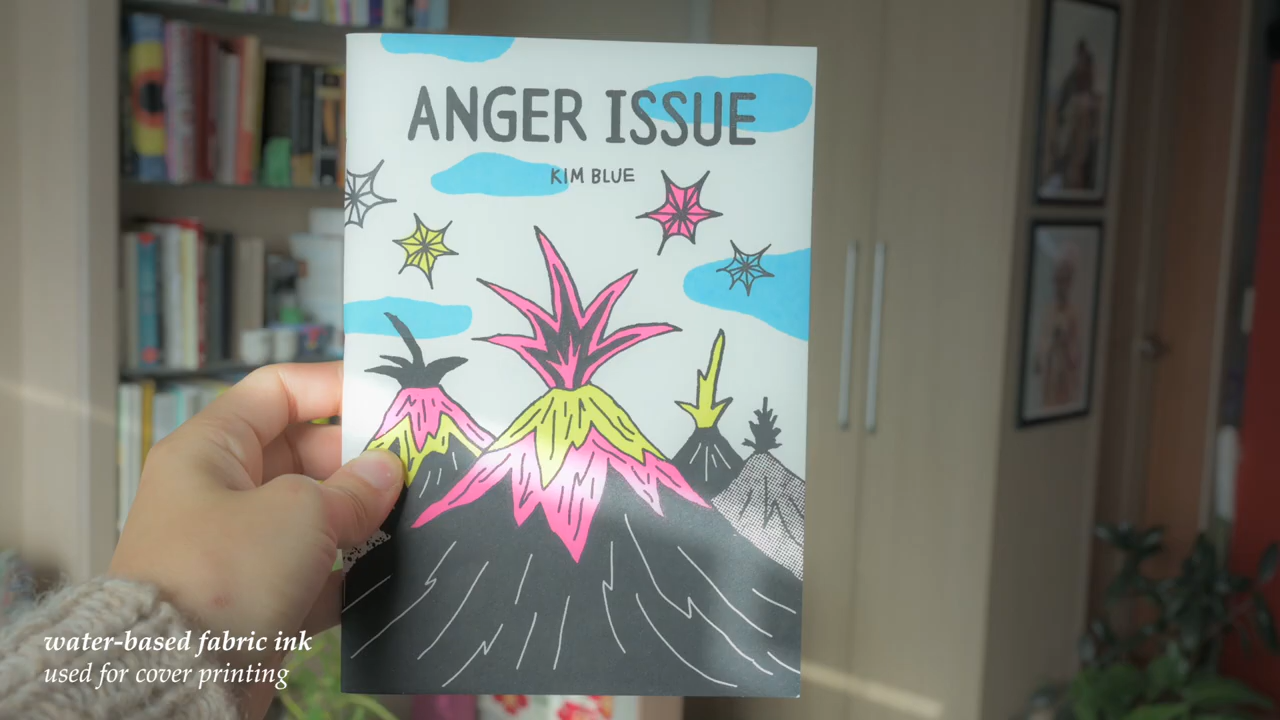 ANGER ISSUE
KIM BLUE
water-based fabric ink
used for cover printing